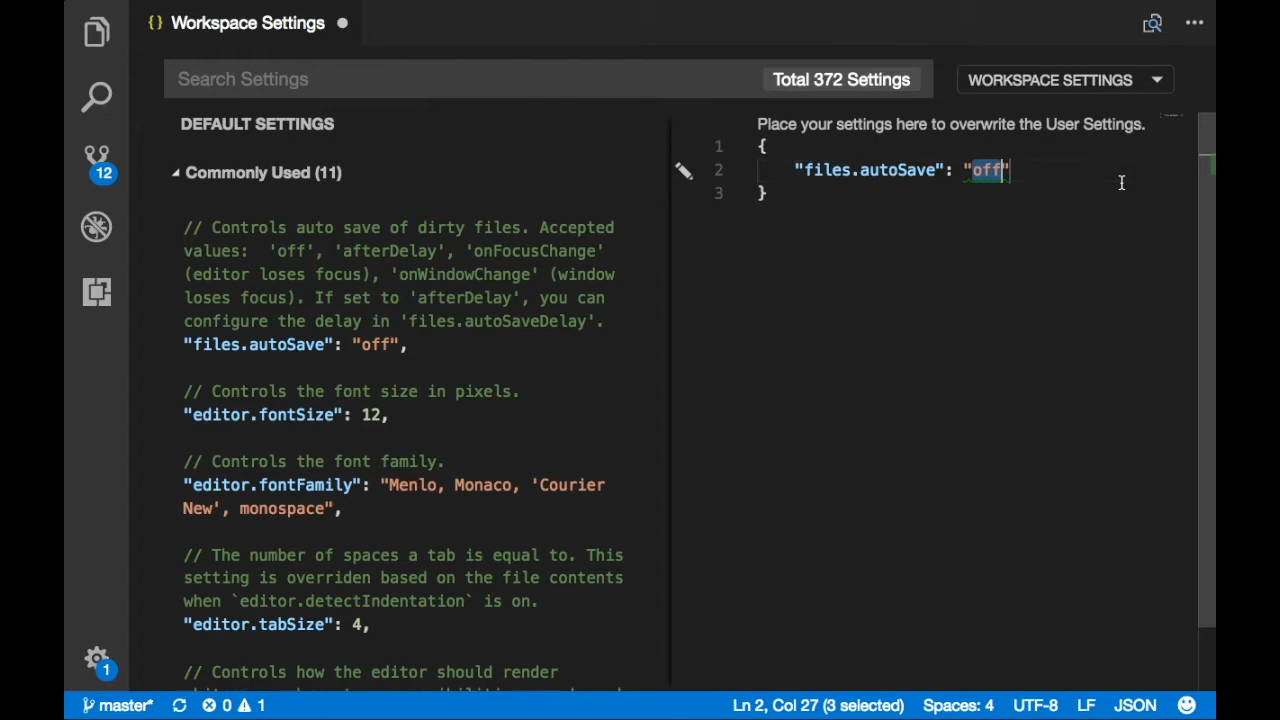 {} Workspace Settings ●
Search Settings
Total 372 Settings
WORKSPACE SETTINGS
DEFAULT SETTINGS
Commonly Used (11)
// Controls auto save of dirty files. Accepted
values:  'off', 'afterDelay', 'onFocusChange'
(editor loses focus), 'onWindowChange' (window
loses focus). If set to 'afterDelay', you can
configure the delay in 'files.autoSaveDelay'.
"files.autoSave": "off",
// Controls the font size in pixels.
"editor.fontSize": 12,
// Controls the font family.
"editor.fontFamily": "Menlo, Monaco, 'Courier
New', monospace",
// The number of spaces a tab is equal to. This
setting is overriden based on the file contents
when `editor.detectIndentation` is on.
"editor.tabSize": 4,
// Controls how the editor should render
Place your settings here to overwrite the User Settings.
1 {
2 "files.autoSave": "off"
3 }
12
1
master*
0 1
Ln 2, Col 27 (3 selected)
Spaces: 4
UTF-8
LF
JSON